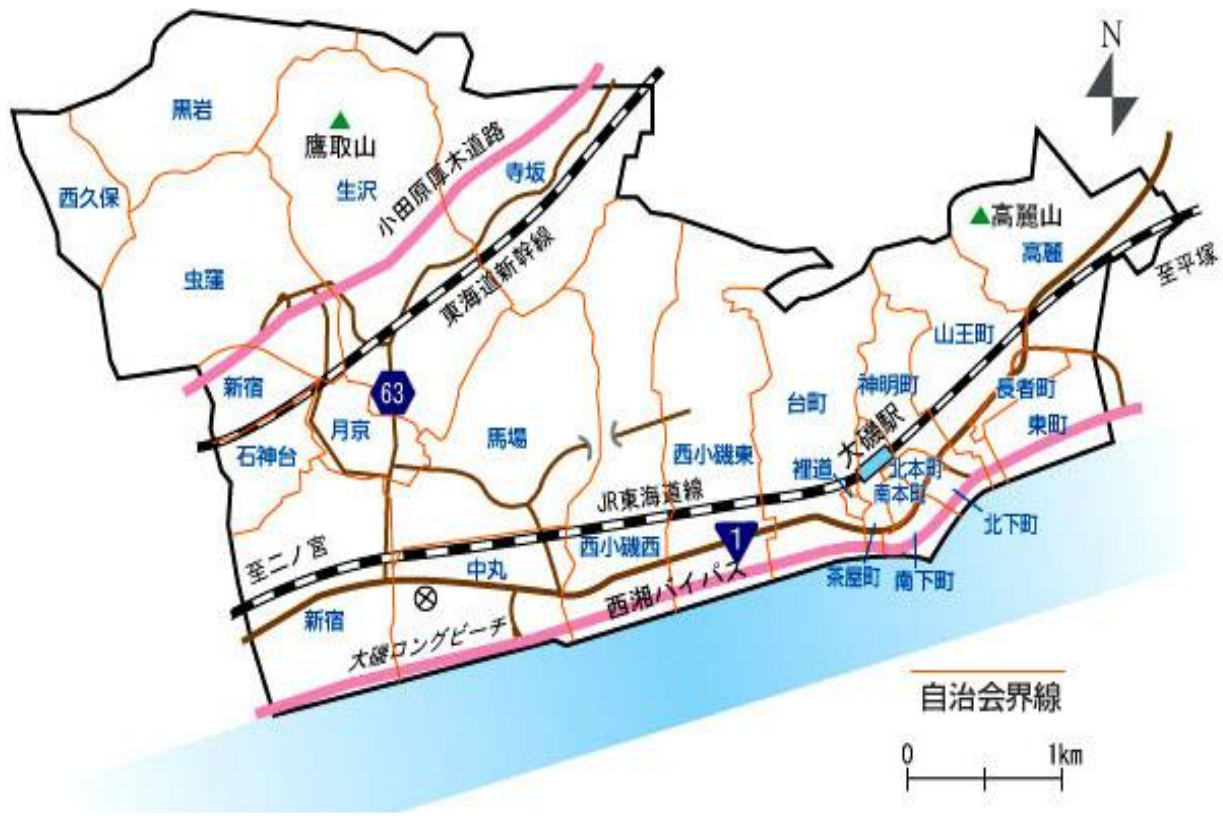 N
黒岩
鷹取山
生沢
西久保
虫窪
小田原厚木道路
寺坂
東海道新幹線
高麗山
高麗
至平塚
山王町
神明町
長者町
東町
台町
大磯駅
新宿
63
月京
石神台
馬場
西小磯東
裡道
北本町
南本町
北下町
JR東海道線
西小磯西
1
茶屋町
南下町
至二ノ宮
中丸
新宿
西湘バイパス
大磯ロングビーチ
自治会界線
0 1km